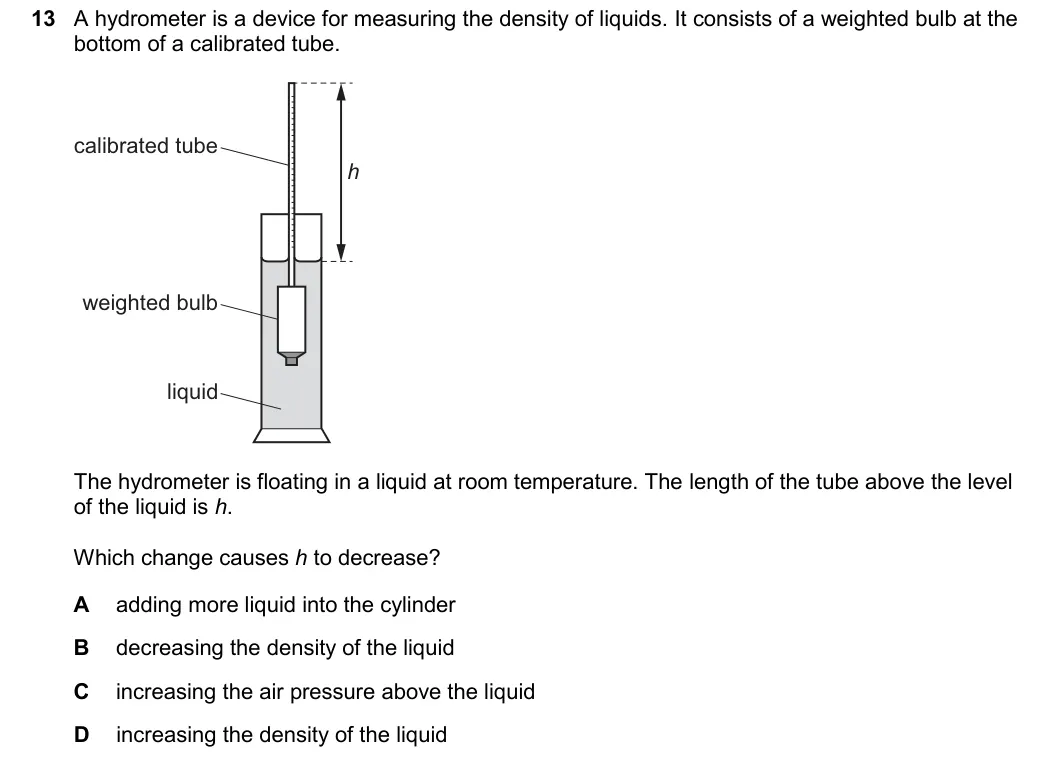 13 A hydrometer is a device for measuring the density of liquids. It consists of a weighted bulb at the
bottom of a calibrated tube.
calibrated tube
h
weighted bulb
liquid
The hydrometer is floating in a liquid at room temperature. The length of the tube above the level
of the liquid is h.
Which change causes h to decrease?
A adding more liquid into the cylinder
B decreasing the density of the liquid
C increasing the air pressure above the liquid
D increasing the density of the liquid